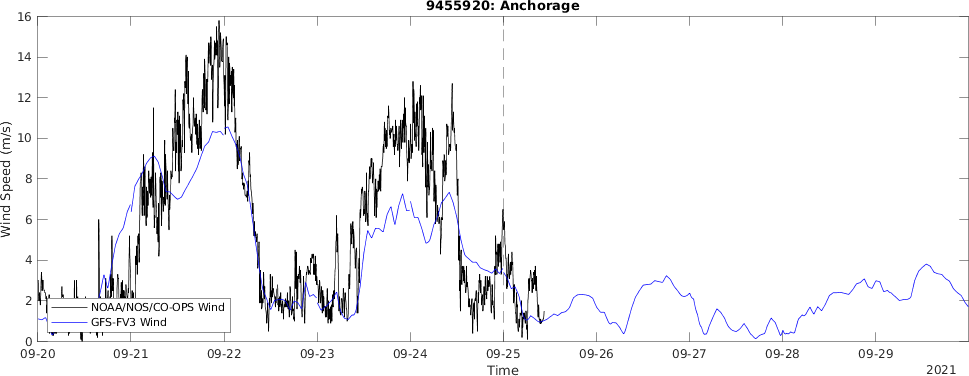 9455920: Anchorage
16
14
12
10
8
6
4
2
0
Wind Speed (m/s)
NOAA/NOS/CO-OPS Wind
GFS-FV3 Wind
09-20 09-21 09-22 09-23 09-24 09-25 09-26 09-27 09-28 09-29
Time
2021